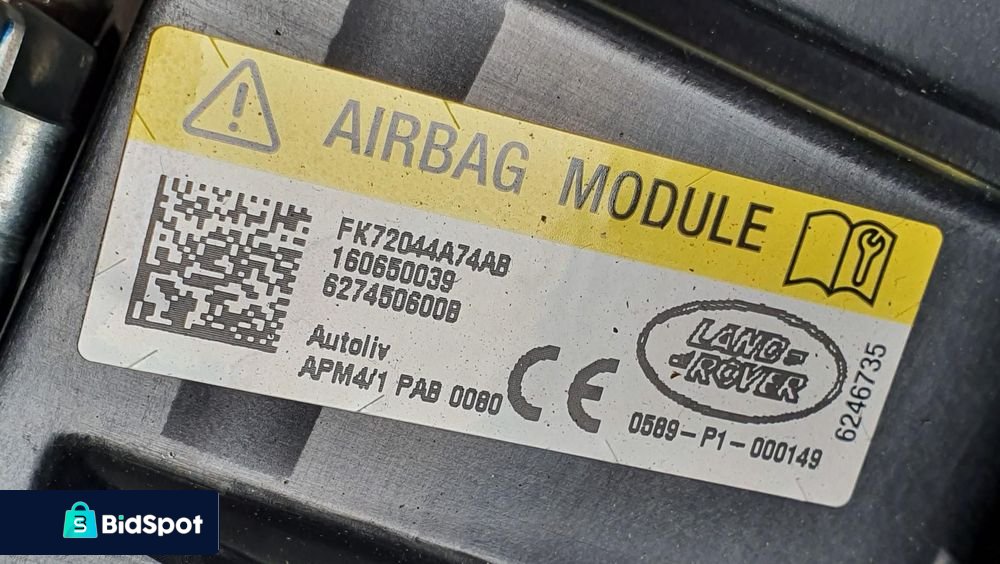 AIRBAG MODULE
FK72044A74AB
160650039
627450600B
Autoliv
APM4/1 PAB 0080
CE
LAND
ROVER
0589-P1-000149
6246735
BidSpot